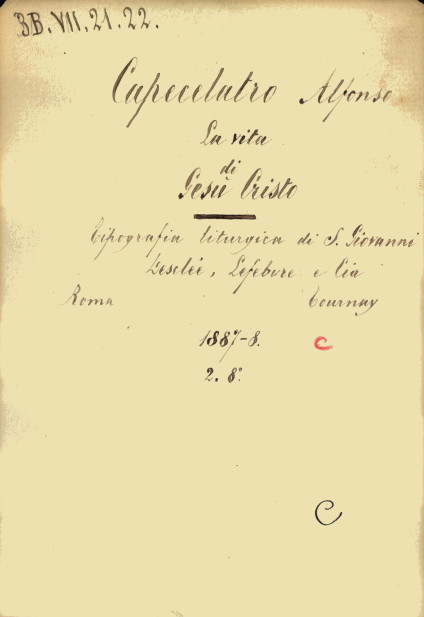 BB.VII.21.22.
Capecelatro Alfonso
La vita
di
Gesù Cristo
Tipografia liturgica di S. Giovanni
Desclée, Lefebvre e Cia
Roma Tournay
1887-8. C
2. 8°.
C